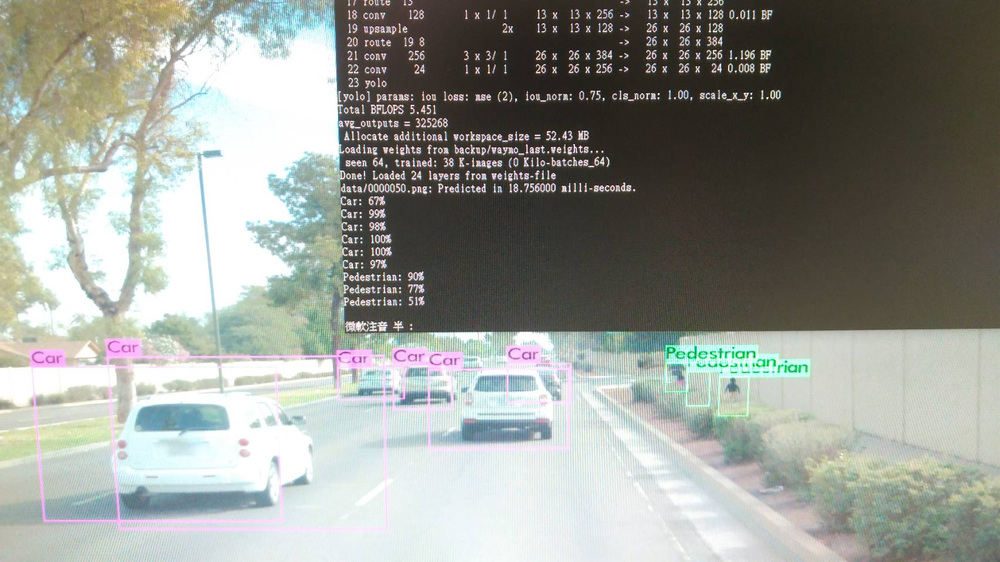 17 route 13 -> 13 x 13 x 256
18 conv 128 1 x 1/ 1 13 x 13 x 256 -> 13 x 13 x 128 0.011 BF
19 upsample 2x 13 x 13 x 128 -> 26 x 26 x 128
20 route 19 8 -> 26 x 26 x 384
21 conv 256 3 x 3/ 1 26 x 26 x 384 -> 26 x 26 x 256 1.196 BF
22 conv 24 1 x 1/ 1 26 x 26 x 256 -> 26 x 26 x 24 0.008 BF
23 yolo
[yolo] params: iou loss: mse (2), iou_norm: 0.75, cls_norm: 1.00, scale_x_y: 1.00
Total BFLOPS 5.451
avg_outputs = 325268
Allocate additional workspace_size = 52.43 MB
Loading weights from backup/waymo_last.weights...
seen 64, trained: 38 K-images (0 Kilo-batches_64)
Done! Loaded 24 layers from weights-file
data/0000050.png: Predicted in 18.756000 milli-seconds.
Car: 67%
Car: 99%
Car: 98%
Car: 100%
Car: 100%
Car: 97%
Pedestrian: 90%
Pedestrian: 77%
Pedestrian: 51%
微軟注音 半 :
Car
Car
Car
Car
Car
Car
Pedestrian
Pedestrian
Pedestrian